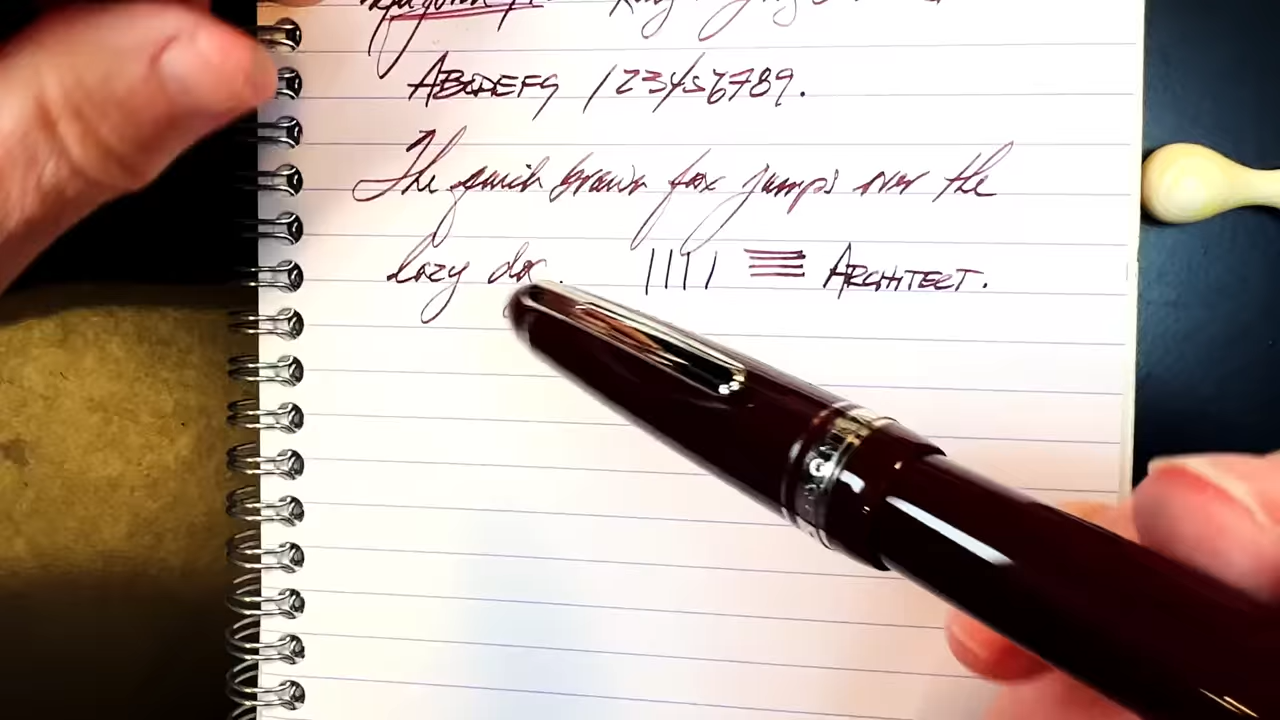 ABCDEFG 123456789.
The quick brown fox jumps over the
lazy dog. |||| ≡ ARCHITECT.